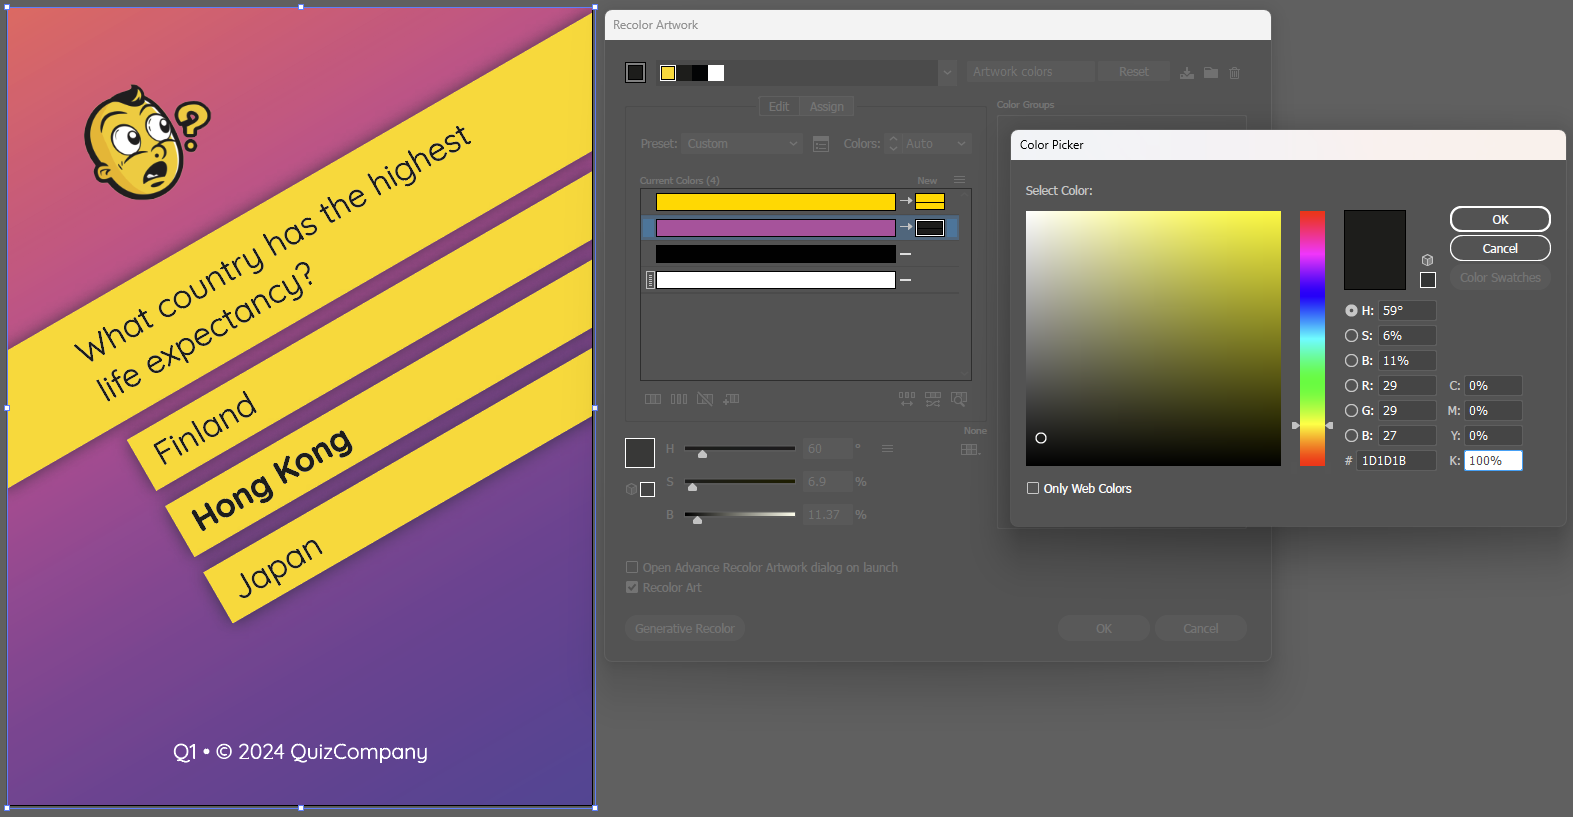 ?
What country has the highest
life expectancy?
Finland
Hong Kong
Japan
Q1 • © 2024 QuizCompany
Recolor Artwork
Artwork colors
Reset
Edit
Assign
Color Groups
Preset: Custom
Colors: Auto
Current Colors (4)
New
None
H 60 °
S 6.9 %
B 11.37 %
Open Advance Recolor Artwork dialog on launch
Recolor Art
Generative Recolor
OK
Cancel
Color Picker
Select Color:
OK
Cancel
Color Swatches
H: 59°
S: 6%
B: 11%
R: 29
C: 0%
G: 29
M: 0%
B: 27
Y: 0%
# 1D1D1B
K: 100%
Only Web Colors